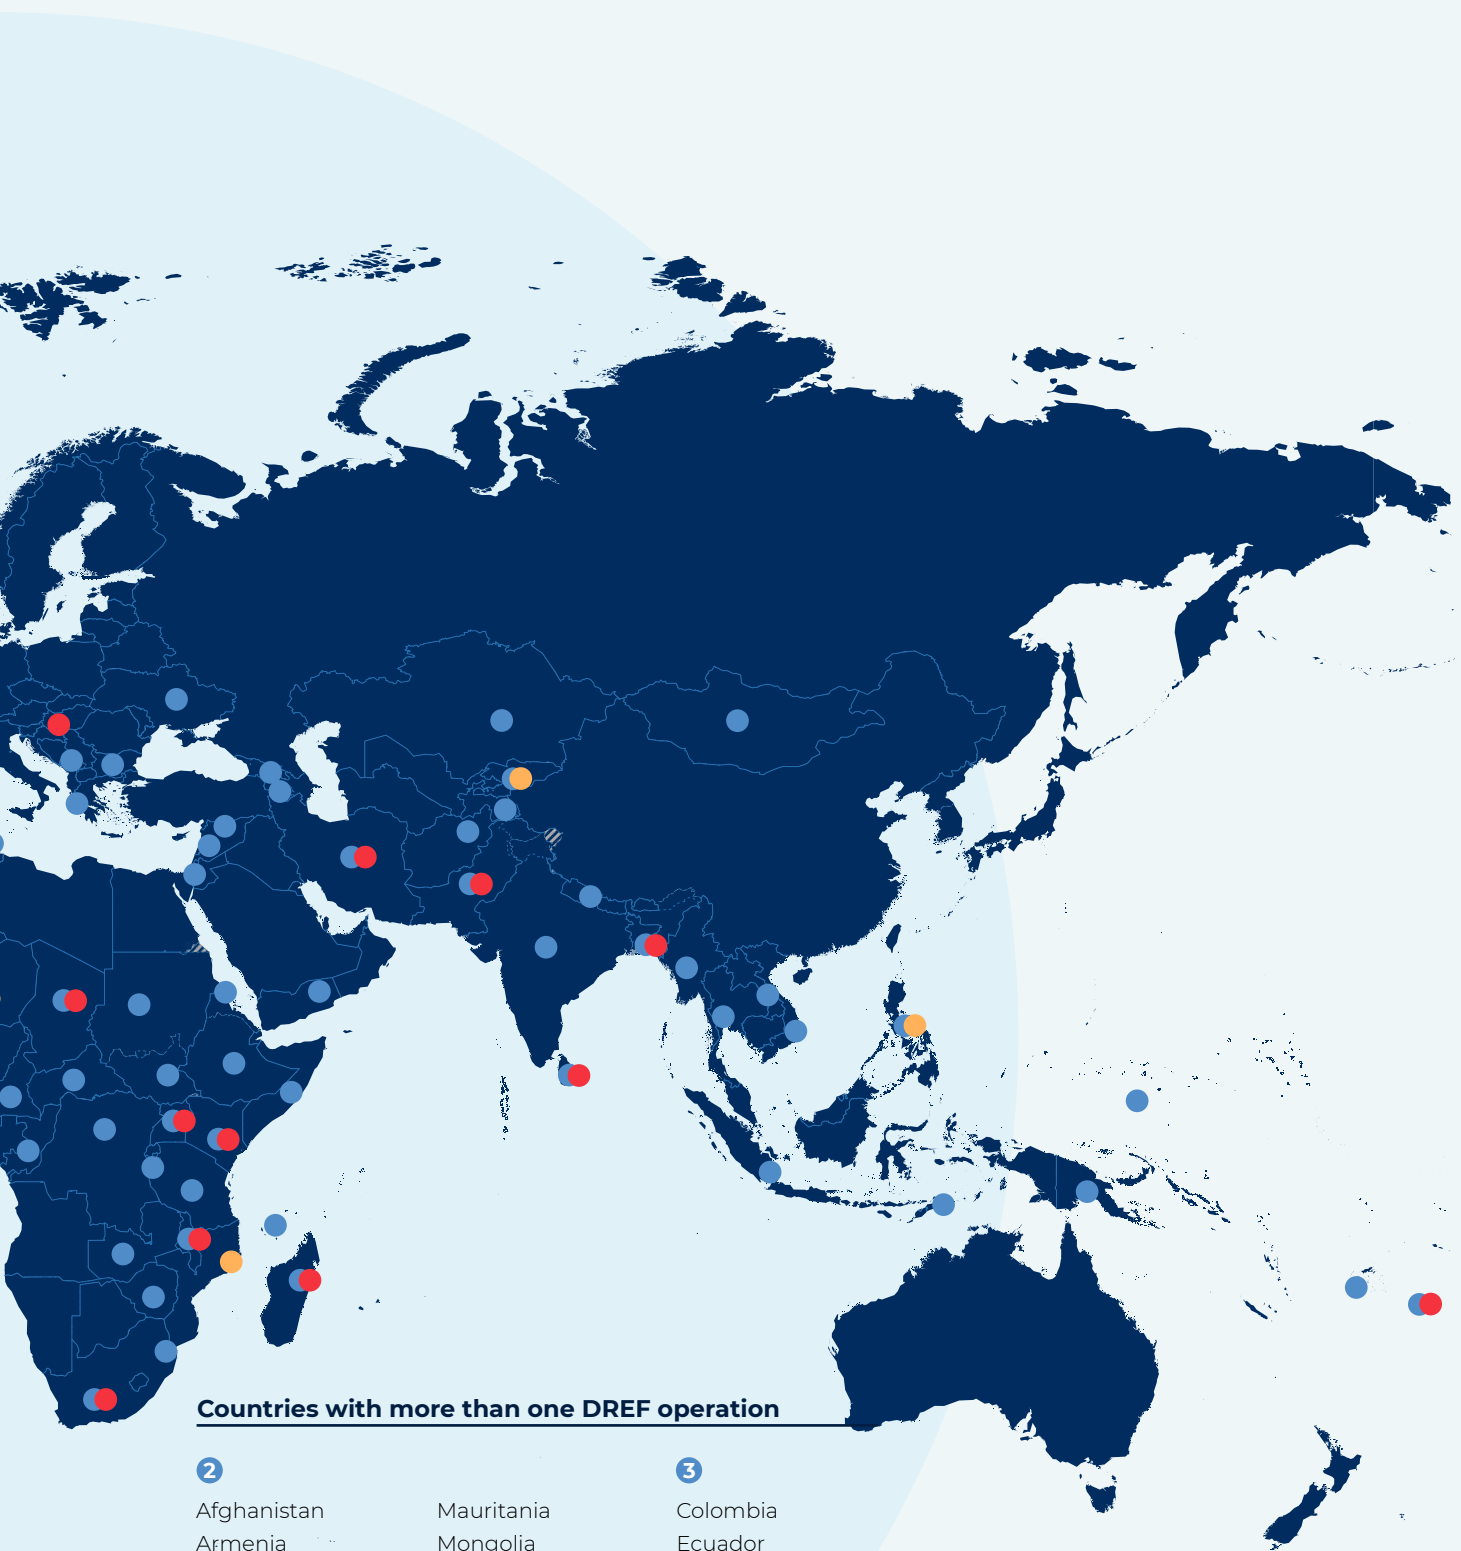 Countries with more than one DREF operation
2 3
Afghanistan Mauritania Colombia
Armenia Mongolia Ecuador